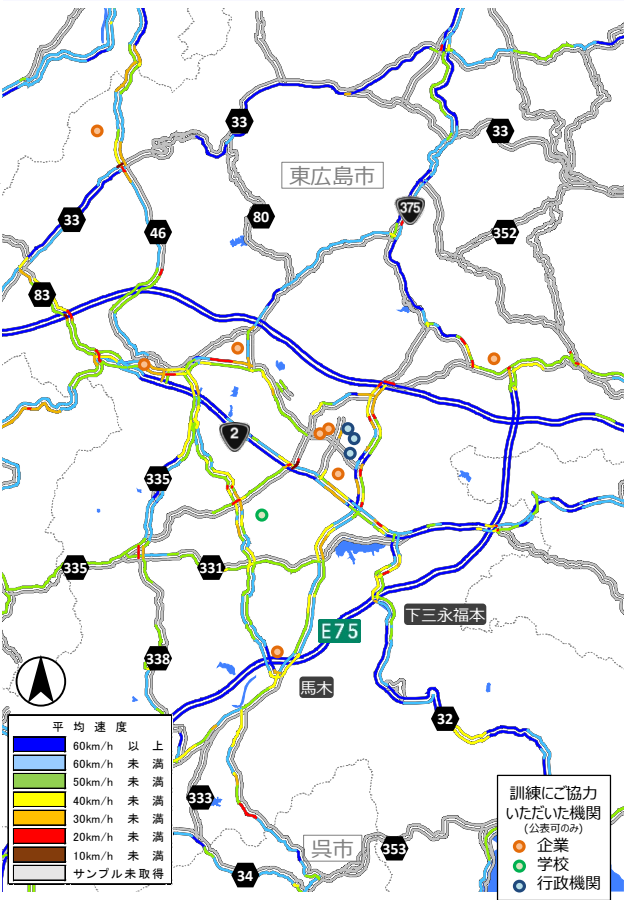 33
33
東広島市
375
33
80
46
352
83
2
335
335
331
下三永福本
E75
338
馬木
32
333
呉市
353
34
平均速度
60km/h 以上
60km/h 未満
50km/h 未満
40km/h 未満
30km/h 未満
20km/h 未満
10km/h 未満
サンプル未取得
訓練にご協力
いただいた機関
(公表可のみ)
企業
学校
行政機関